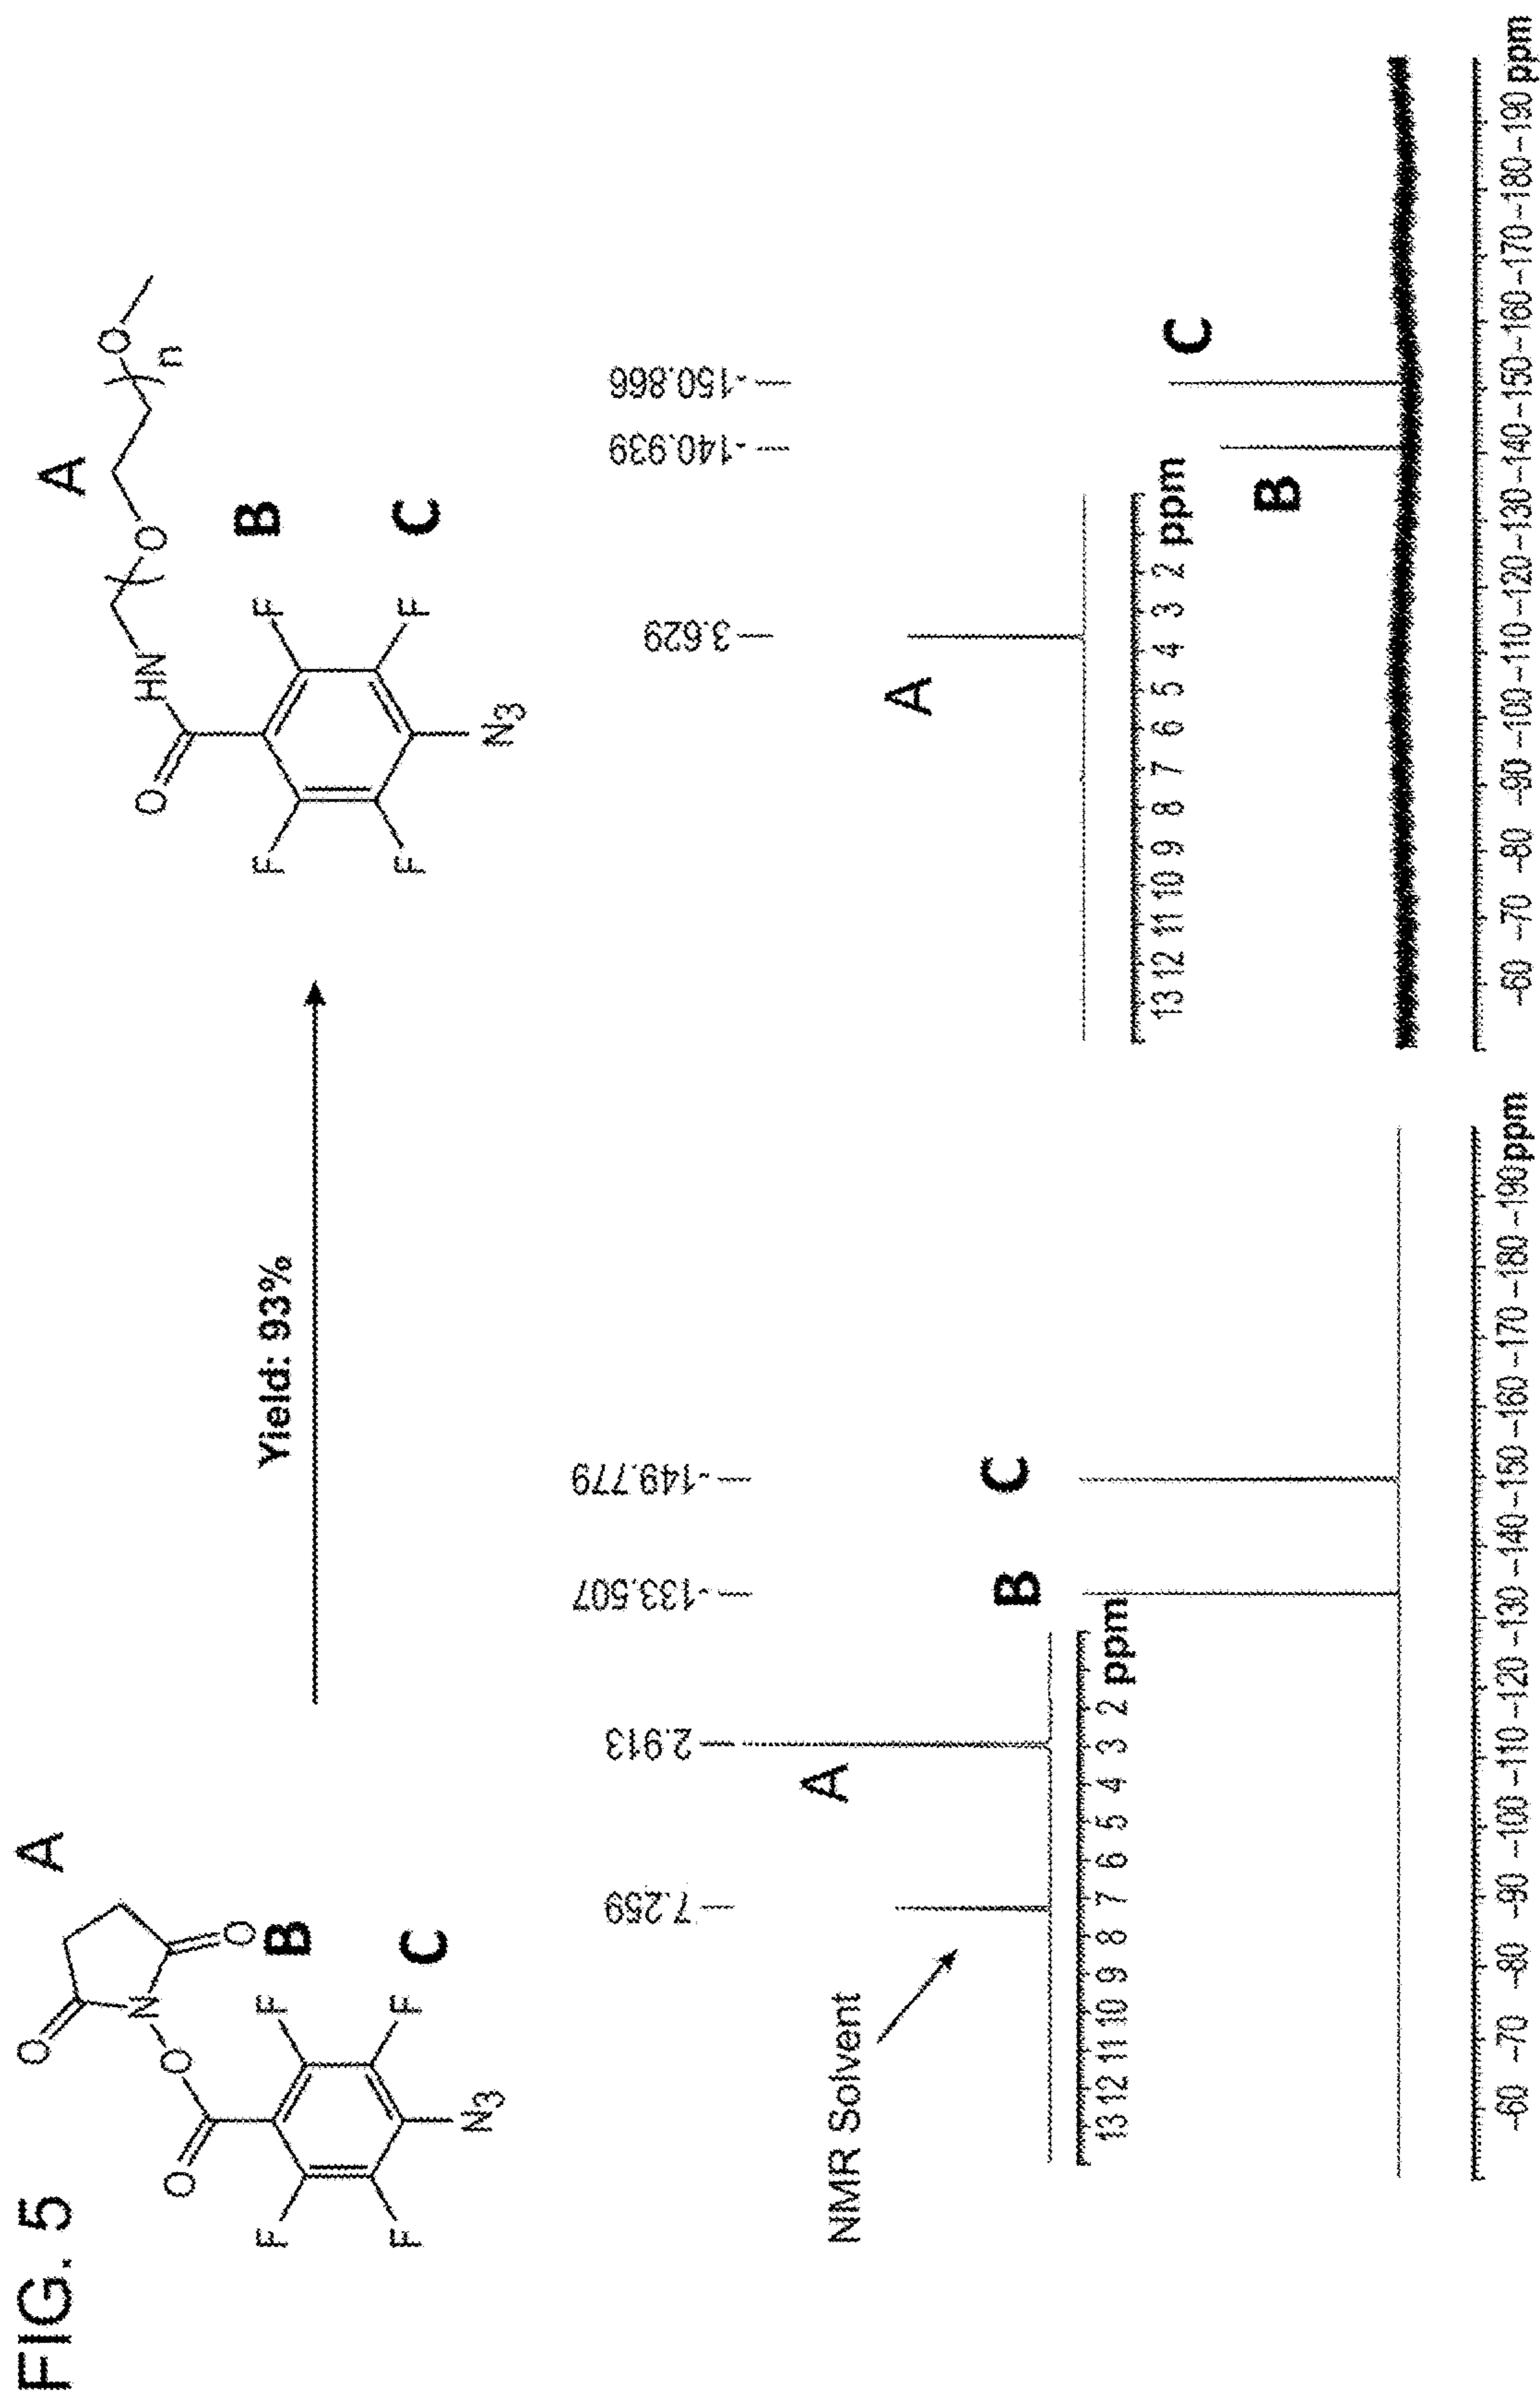 FIG. 5
A
O
N
O
O
O
B
F
F
C
F
F
N3
Yield: 93%
A
HN
O
O
O
n
B
F
F
C
F
F
N3
7.259
2.913
-133.507
-149.779
NMR Solvent
A
B
C
13 12 11 10 9 8 7 6 5 4 3 2 ppm
-60 -70 -80 -90 -100 -110 -120 -130 -140 -150 -160 -170 -180 -190 ppm
3.629
-140.939
-150.866
A
13 12 11 10 9 8 7 6 5 4 3 2 ppm
B
C
-60 -70 -80 -90 -100 -110 -120 -130 -140 -150 -160 -170 -180 -190 ppm